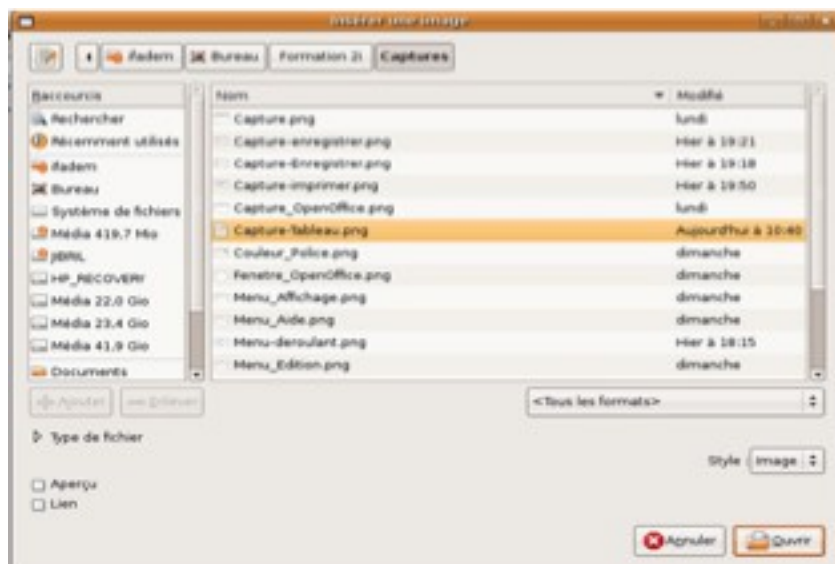 Insérer une image
ifadem
Bureau
Formation 2i
Captures
Raccourcis
Rechercher
Récemment utilisés
ifadem
Bureau
Système de fichiers
Média 419,7 Mio
JIBRIL
HP_RECOVERY
Média 22,0 Gio
Média 23,4 Gio
Média 41,9 Gio
Documents
Nom
Modifié
Capture.png
lundi
Capture-enregistrer.png
Hier à 19:21
Capture-Enregistrer.png
Hier à 19:18
Capture-imprimer.png
Hier à 19:50
Capture_OpenOffice.png
lundi
Capture-Tableau.png
Aujourd'hui à 10:40
Couleur_Police.png
dimanche
Fenetre_OpenOffice.png
dimanche
Menu_Affichage.png
dimanche
Menu_Aide.png
dimanche
Menu-deroulant.png
Hier à 18:15
Menu_Edition.png
dimanche
Ajouter
Enlever
<Tous les formats>
Type de fichier
Style :
Image
Aperçu
Lien
Annuler
Ouvrir